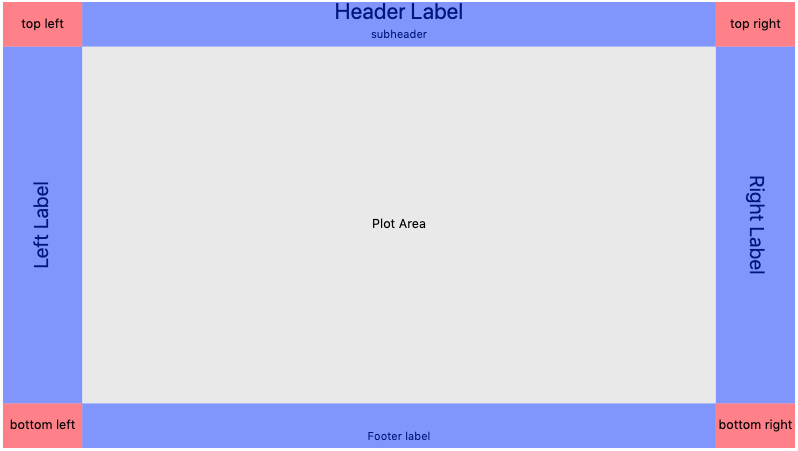 top left
Header Label
top right
subheader
Left Label
Plot Area
Right Label
bottom left
Footer label
bottom right